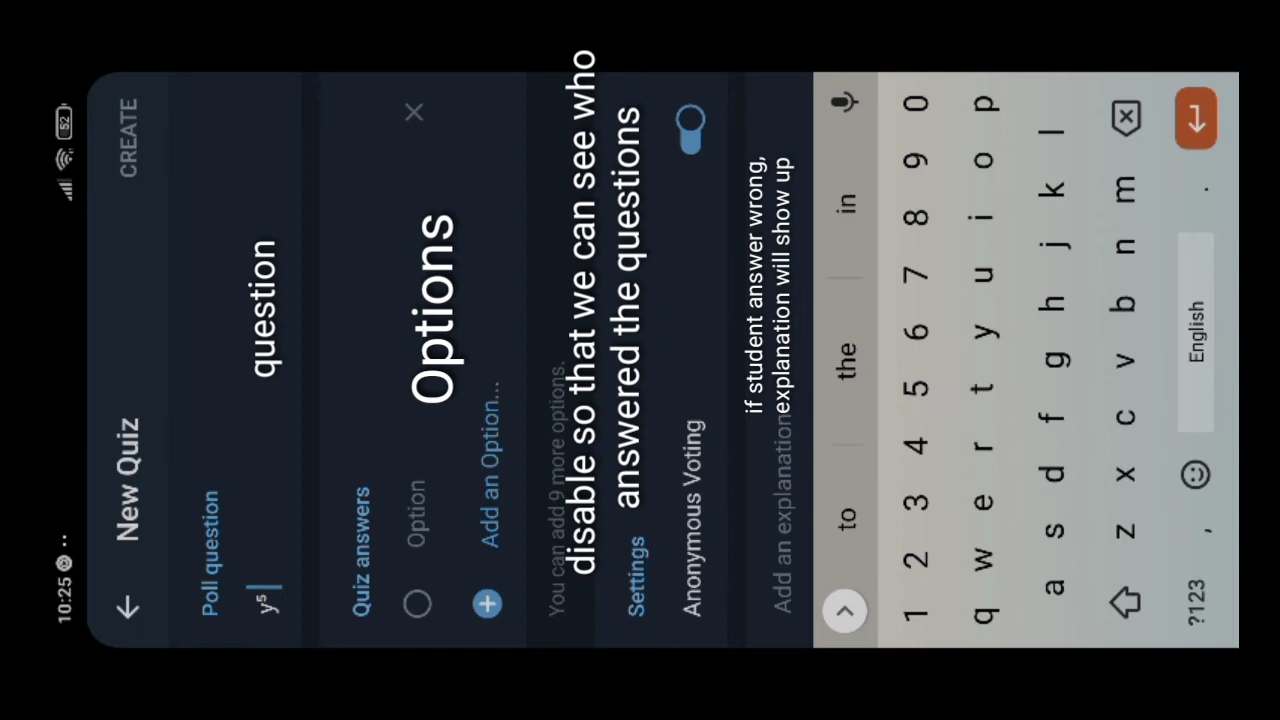 10:25
52
New Quiz
CREATE
Poll question
y⁵
question
Quiz answers
Option
Options
Add an Option...
You can add 9 more options.
disable so that we can see who
answered the questions
Settings
Anonymous Voting
if student answer wrong,
explanation will show up
Add an explanation
to the in
1 2 3 4 5 6 7 8 9 0
q w e r t y u i o p
a s d f g h j k l
z x c v b n m
?123 , English .